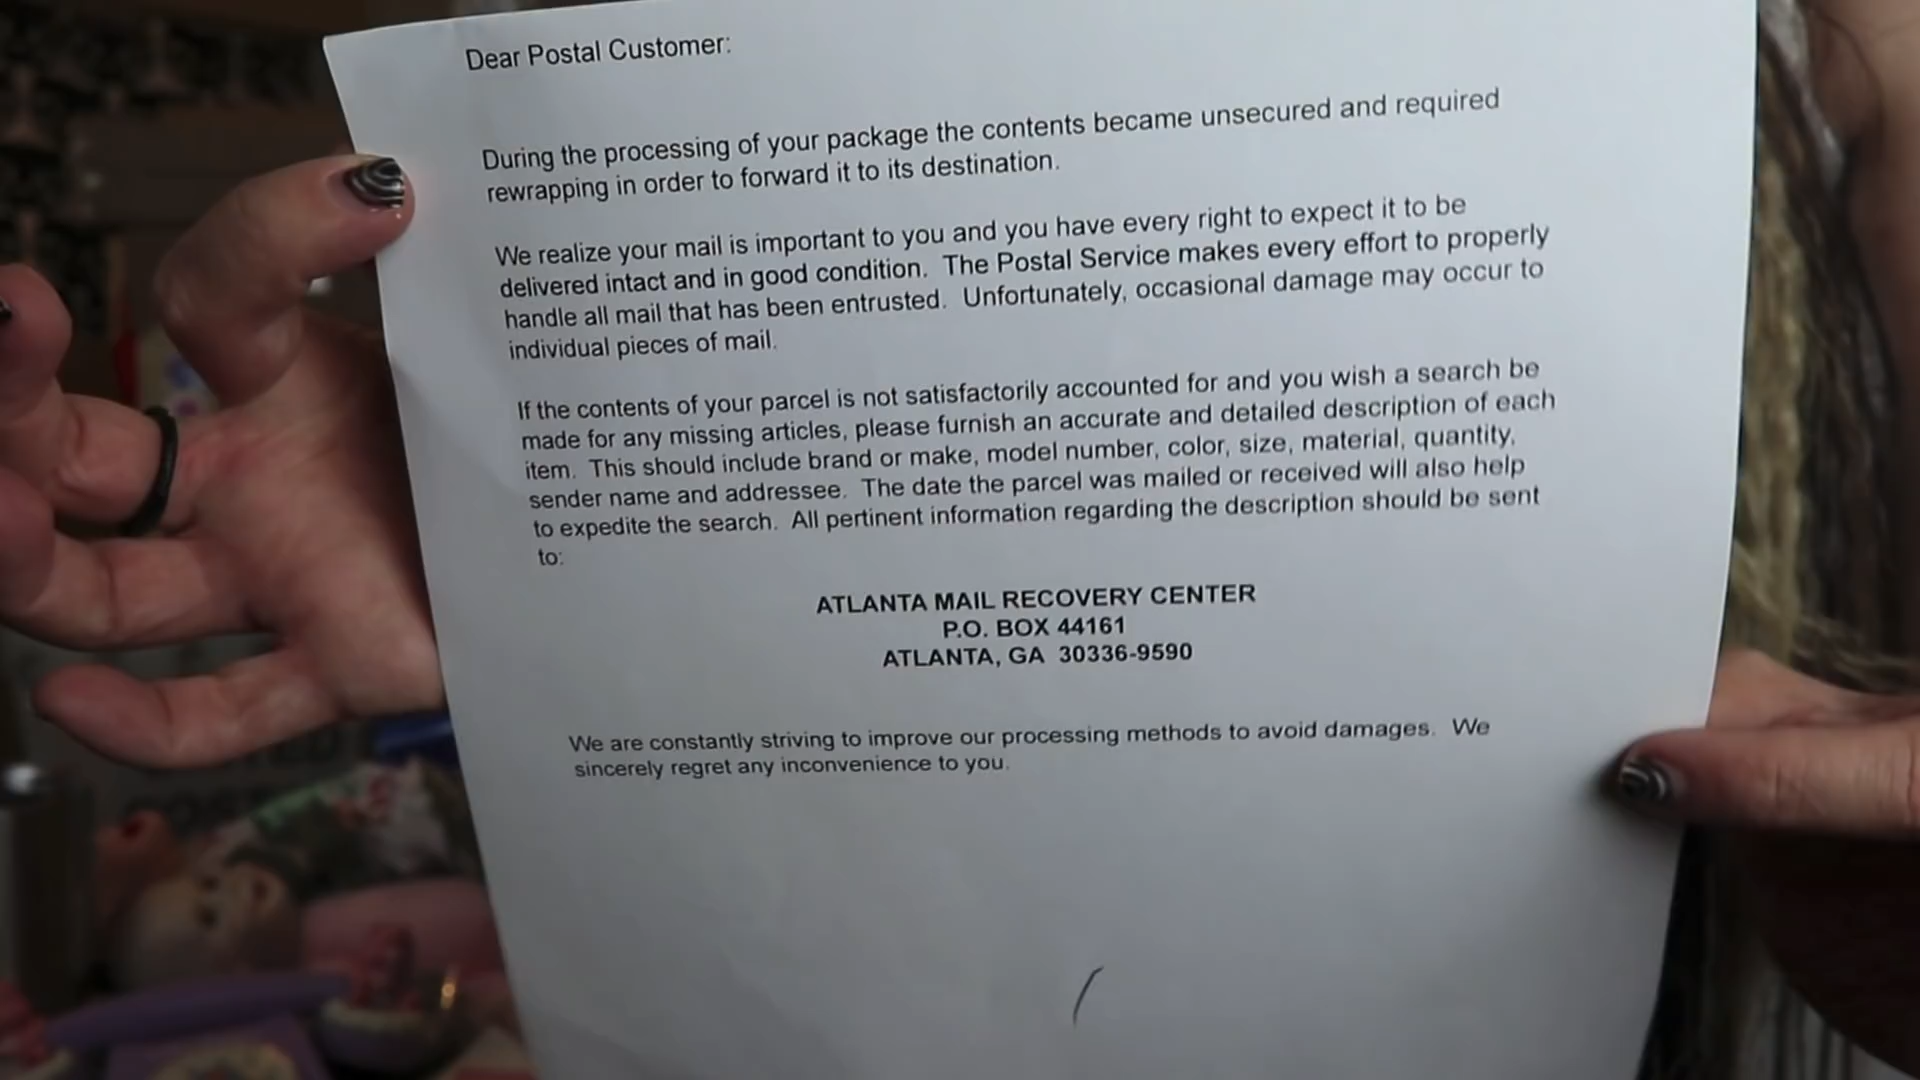 Dear Postal Customer:
During the processing of your package the contents became unsecured and required
rewrapping in order to forward it to its destination.
We realize your mail is important to you and you have every right to expect it to be
delivered intact and in good condition. The Postal Service makes every effort to properly
handle all mail that has been entrusted. Unfortunately, occasional damage may occur to
individual pieces of mail.
If the contents of your parcel is not satisfactorily accounted for and you wish a search be
made for any missing articles, please furnish an accurate and detailed description of each
item. This should include brand or make, model number, color, size, material, quantity,
sender name and addressee. The date the parcel was mailed or received will also help
to expedite the search. All pertinent information regarding the description should be sent
to:
ATLANTA MAIL RECOVERY CENTER
P.O. BOX 44161
ATLANTA, GA 30336-9590
We are constantly striving to improve our processing methods to avoid damages. We
sincerely regret any inconvenience to you.